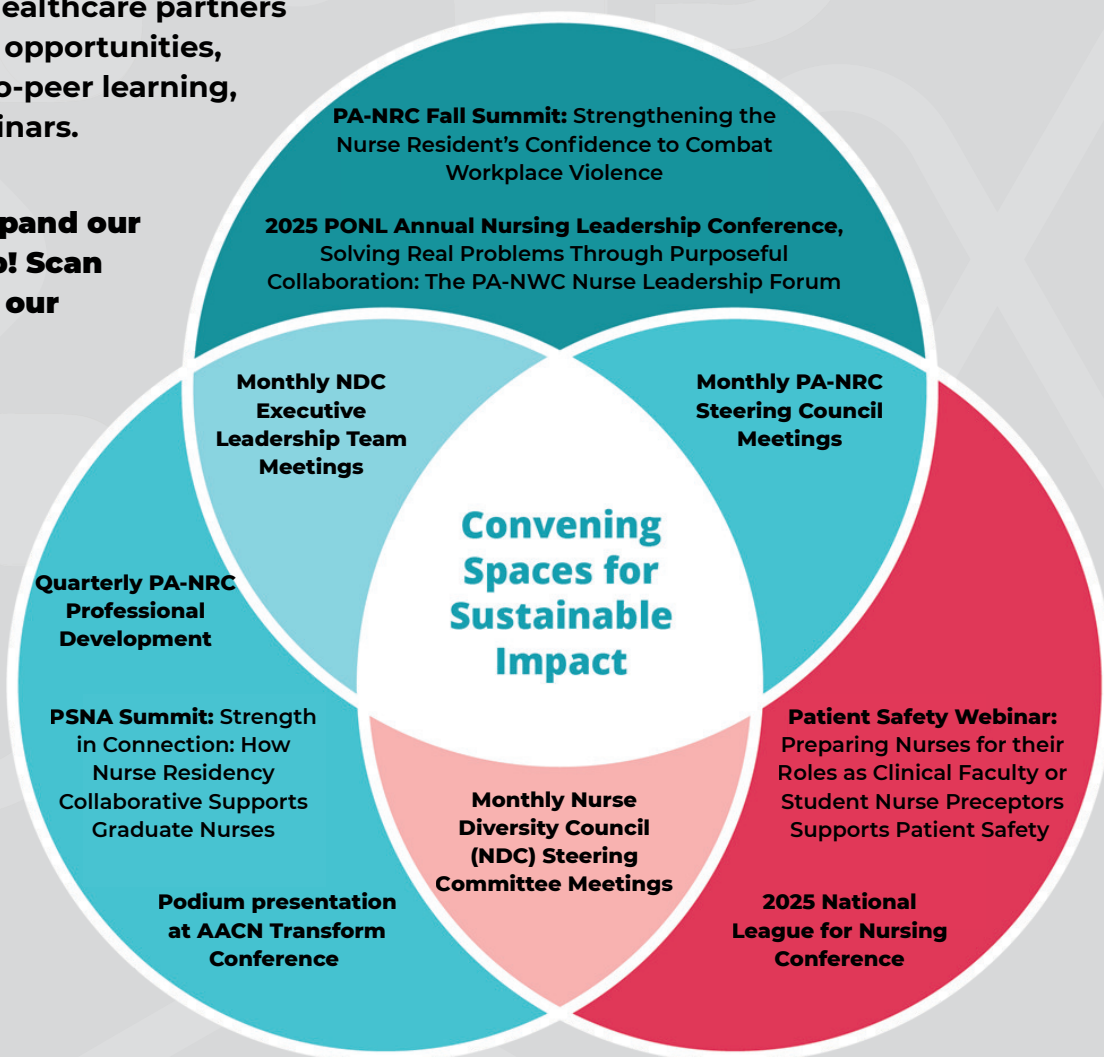 ealthcare partners
opportunities,
o-peer learning,
inars.
pand our
! Scan
our
PA-NRC Fall Summit: Strengthening the
Nurse Resident’s Confidence to Combat
Workplace Violence
2025 PONL Annual Nursing Leadership Conference,
Solving Real Problems Through Purposeful
Collaboration: The PA-NWC Nurse Leadership Forum
Monthly NDC
Executive
Leadership Team
Meetings
Monthly PA-NRC
Steering Council
Meetings
Convening
Spaces for
Sustainable
Impact
Quarterly PA-NRC
Professional
Development
PSNA Summit: Strength
in Connection: How
Nurse Residency
Collaborative Supports
Graduate Nurses
Podium presentation
at AACN Transform
Conference
Monthly Nurse
Diversity Council
(NDC) Steering
Committee Meetings
Patient Safety Webinar:
Preparing Nurses for their
Roles as Clinical Faculty or
Student Nurse Preceptors
Supports Patient Safety
2025 National
League for Nursing
Conference